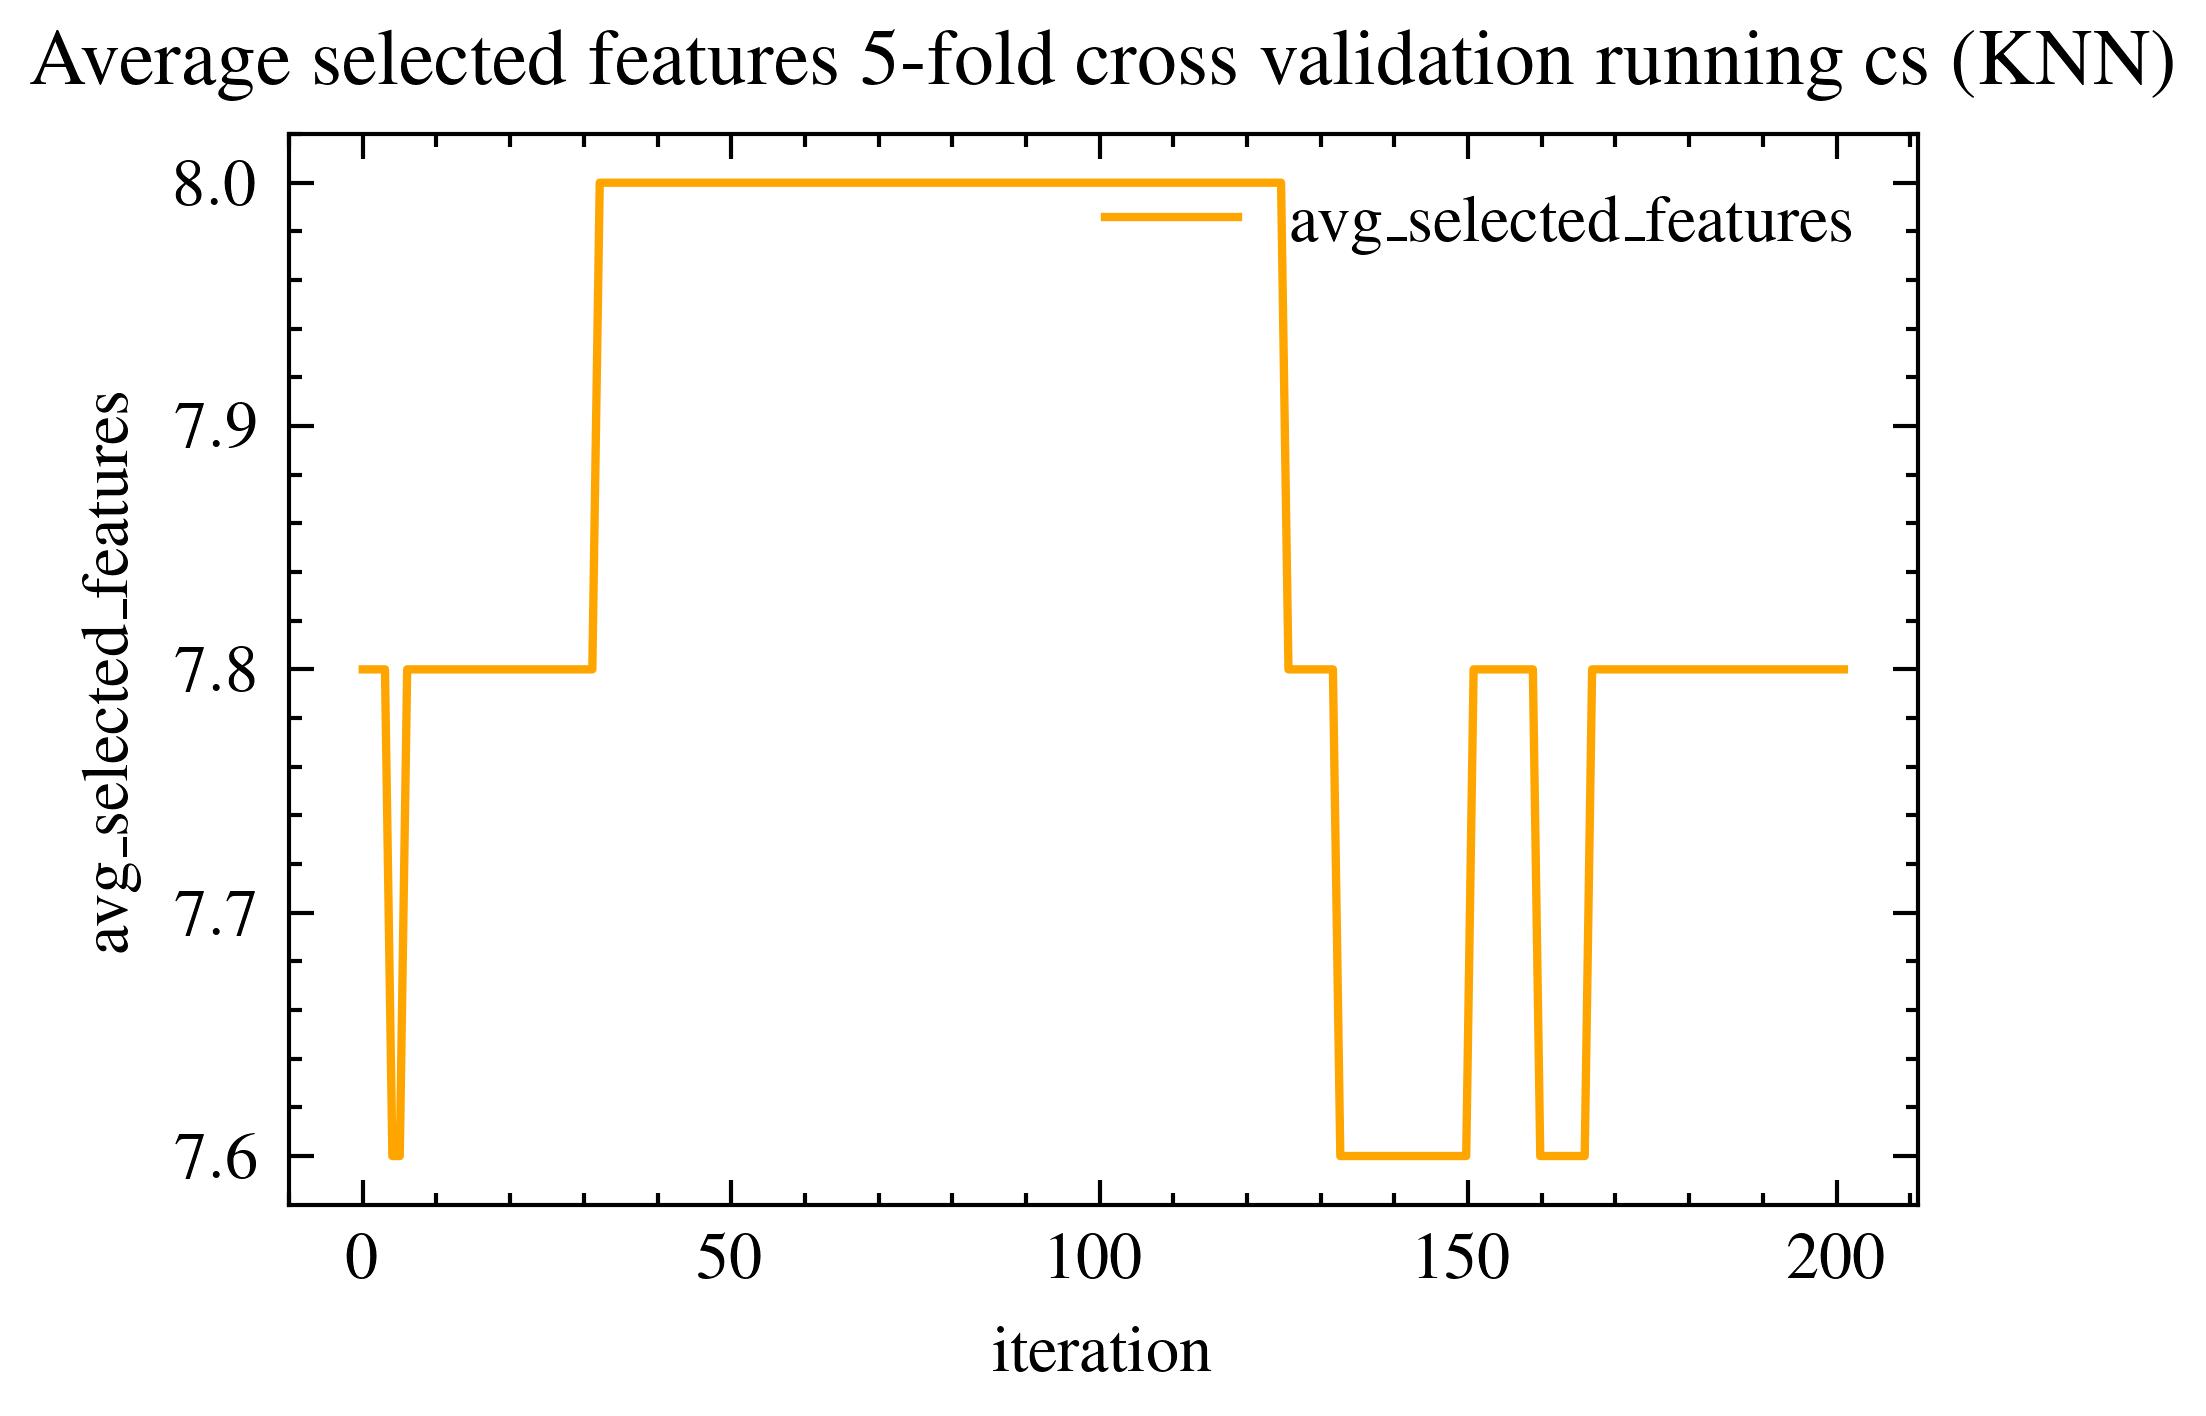 Average selected features 5-fold cross validation running cs (KNN)
8.0
avg_selected_features
7.9
avg_selected_features
7.8
7.7
7.6
0 50 100 150 200
iteration